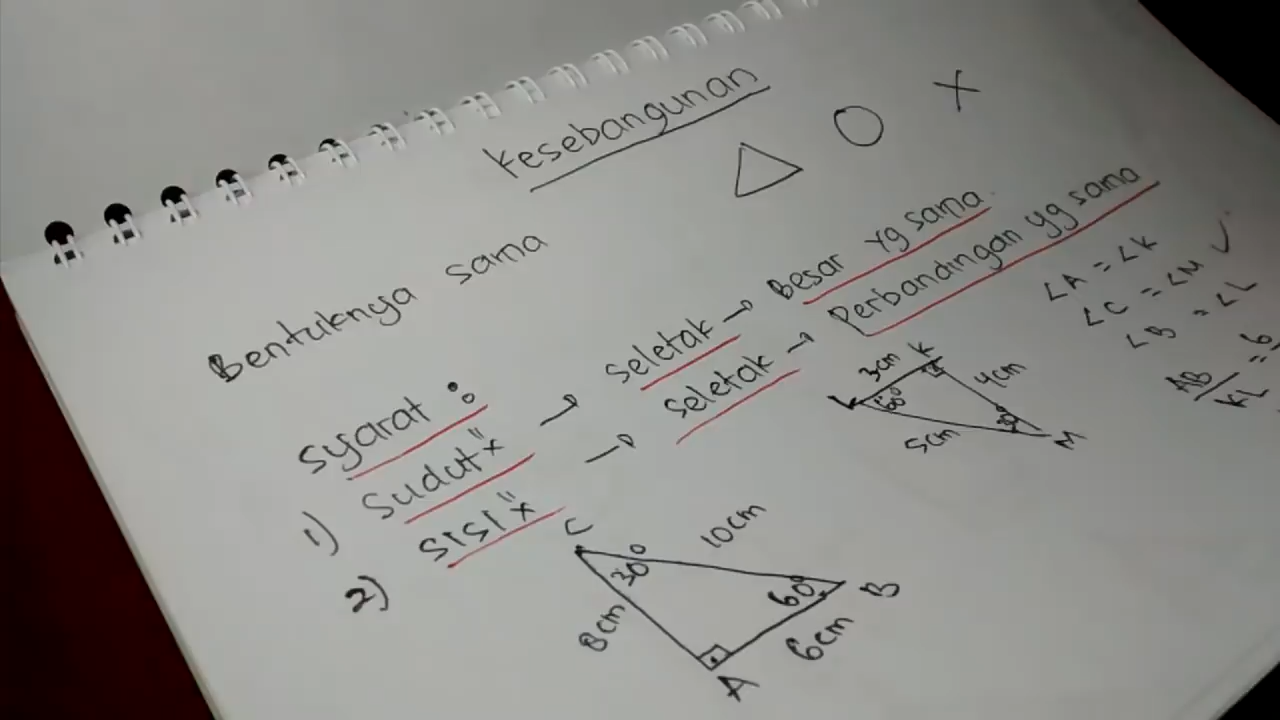 Kesebangunan
Bentuknya sama
Syarat :
1) Sudut"x → Seletak → Besar yg sama
2) Sisi"x → Seletak → Perbandingan yg sama
∠A = ∠K
∠C = ∠M ✓
∠B = ∠L
AB/KL = 6
3cm K 4cm
60°
5cm M
C 10cm
30°
60° B
8cm 6cm
A